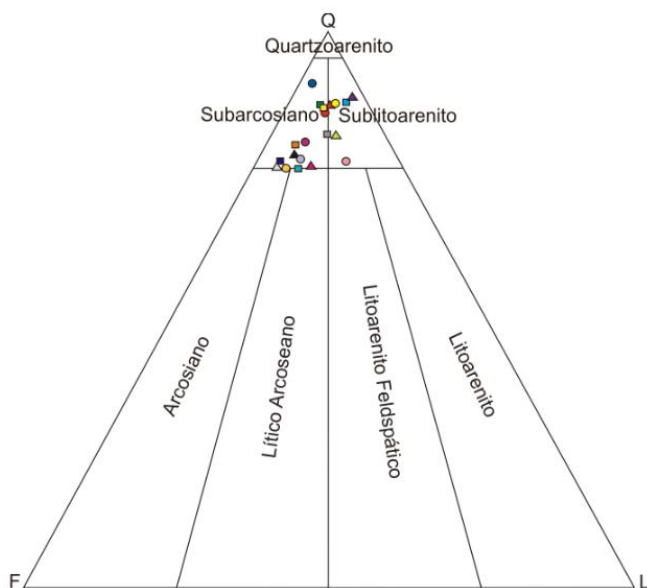 Q
Quartzoarenito
Subarcosiano
Sublitoarenito
Arcosiano
Lítico Arcoseano
Litoarenito Feldspático
Litoarenito
F
L